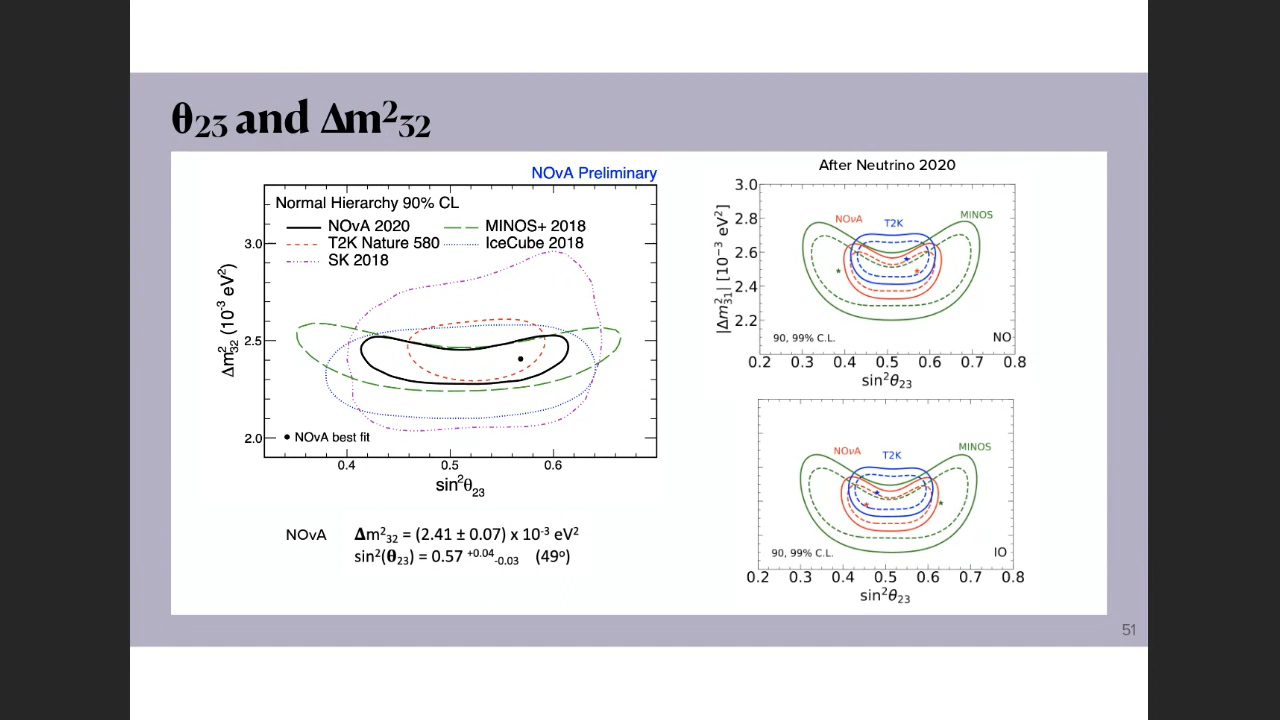 θ₂₃ and Δm²₃₂
NOvA Preliminary
Normal Hierarchy 90% CL
NOvA 2020
MINOS+ 2018
T2K Nature 580
IceCube 2018
SK 2018
Δm²₃₂ (10⁻³ eV²)
3.0
2.5
2.0
NOvA best fit
0.4 0.5 0.6
sin²θ₂₃
NOvA
Δm²₃₂ = (2.41 ± 0.07) x 10⁻³ eV²
sin²(θ₂₃) = 0.57 ⁺⁰·⁰⁴₋₀.₀₃ (49º)
After Neutrino 2020
|Δm²₃₁| [10⁻³ eV²]
3.0
2.8
2.6
2.4
2.2
NOνA
T2K
MINOS
90, 99% C.L.
NO
0.2 0.3 0.4 0.5 0.6 0.7 0.8
sin²θ₂₃
NOνA
T2K
MINOS
90, 99% C.L.
IO
0.2 0.3 0.4 0.5 0.6 0.7 0.8
sin²θ₂₃
51